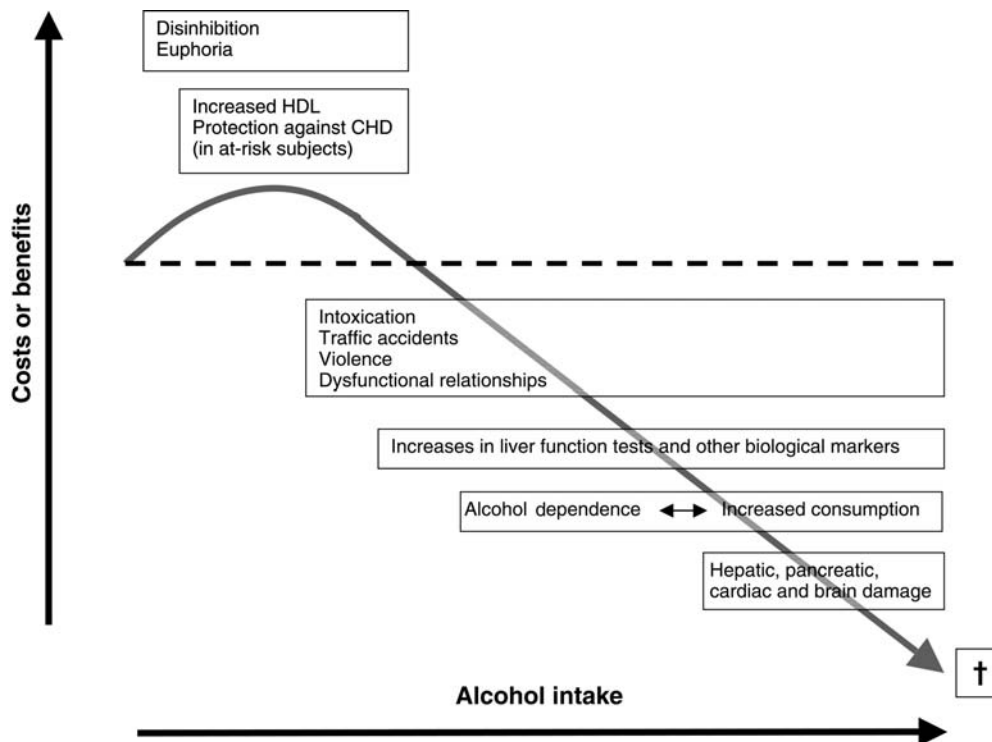 Disinhibition
Euphoria
Increased HDL
Protection against CHD
(in at-risk subjects)
Costs or benefits
Intoxication
Traffic accidents
Violence
Dysfunctional relationships
Increases in liver function tests and other biological markers
Alcohol dependence ↔ Increased consumption
Hepatic, pancreatic,
cardiac and brain damage
†
Alcohol intake